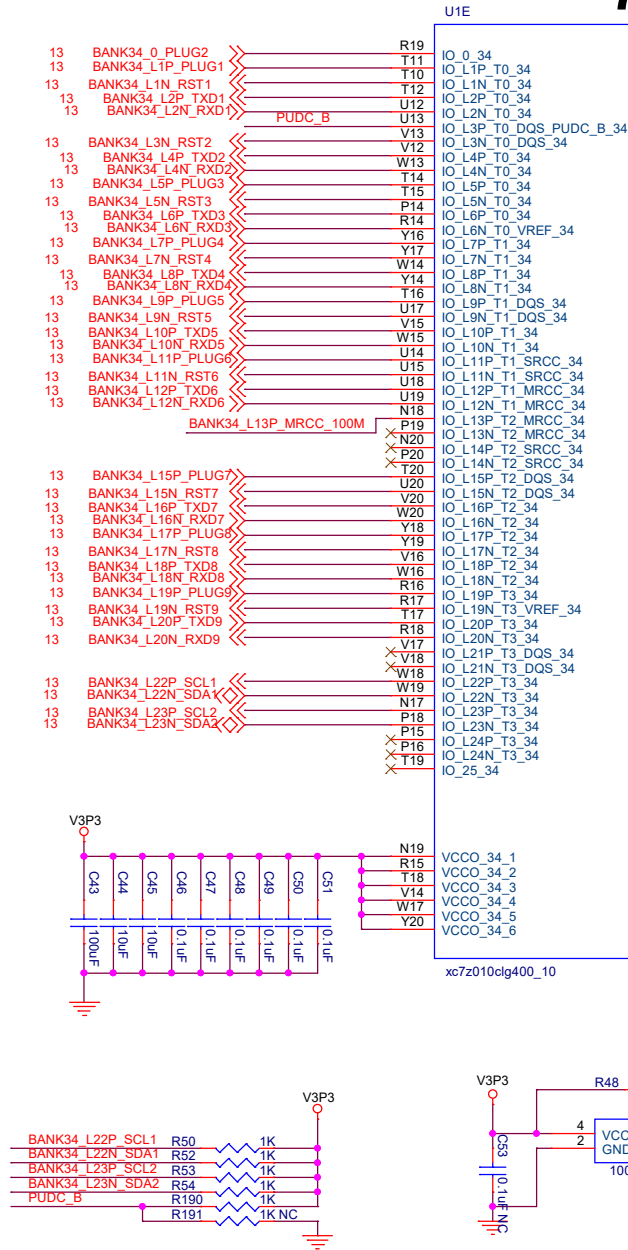 U1E
13 BANK34_0_PLUG2 R19 IO_0_34
13 BANK34_L1P_PLUG1 T11 IO_L1P_T0_34
13 BANK34_L1N_RST1 T10 IO_L1N_T0_34
13 BANK34_L2P_TXD1 T12 IO_L2P_T0_34
13 BANK34_L2N_RXD1 U12 IO_L2N_T0_34
PUDC_B U13 IO_L3P_T0_DQS_PUDC_B_34
13 BANK34_L3N_RST2 V13 IO_L3N_T0_DQS_34
13 BANK34_L4P_TXD2 V12 IO_L4P_T0_34
13 BANK34_L4N_RXD2 W13 IO_L4N_T0_34
13 BANK34_L5P_PLUG3 T14 IO_L5P_T0_34
13 BANK34_L5N_RST3 T15 IO_L5N_T0_34
13 BANK34_L6P_TXD3 P14 IO_L6P_T0_34
13 BANK34_L6N_RXD3 R14 IO_L6N_T0_VREF_34
13 BANK34_L7P_PLUG4 Y16 IO_L7P_T1_34
13 BANK34_L7N_RST4 Y17 IO_L7N_T1_34
13 BANK34_L8P_TXD4 W14 IO_L8P_T1_34
13 BANK34_L8N_RXD4 Y14 IO_L8N_T1_34
13 BANK34_L9P_PLUG5 T16 IO_L9P_T1_DQS_34
13 BANK34_L9N_RST5 U17 IO_L9N_T1_DQS_34
13 BANK34_L10P_TXD5 V15 IO_L10P_T1_34
13 BANK34_L10N_RXD5 W15 IO_L10N_T1_34
13 BANK34_L11P_PLUG6 U14 IO_L11P_T1_SRCC_34
13 BANK34_L11N_RST6 U15 IO_L11N_T1_SRCC_34
13 BANK34_L12P_TXD6 U18 IO_L12P_T1_MRCC_34
13 BANK34_L12N_RXD6 U19 IO_L12N_T1_MRCC_34
BANK34_L13P_MRCC_100M N18 IO_L13P_T2_MRCC_34
P19 IO_L13N_T2_MRCC_34
N20 IO_L14P_T2_SRCC_34
P20 IO_L14N_T2_SRCC_34
13 BANK34_L15P_PLUG7 T20 IO_L15P_T2_DQS_34
13 BANK34_L15N_RST7 U20 IO_L15N_T2_DQS_34
13 BANK34_L16P_TXD7 V20 IO_L16P_T2_34
13 BANK34_L16N_RXD7 W20 IO_L16N_T2_34
13 BANK34_L17P_PLUG8 Y18 IO_L17P_T2_34
13 BANK34_L17N_RST8 Y19 IO_L17N_T2_34
13 BANK34_L18P_TXD8 V16 IO_L18P_T2_34
13 BANK34_L18N_RXD8 W16 IO_L18N_T2_34
13 BANK34_L19P_PLUG9 R16 IO_L19P_T3_34
13 BANK34_L19N_RST9 R17 IO_L19N_T3_VREF_34
13 BANK34_L20P_TXD9 T17 IO_L20P_T3_34
13 BANK34_L20N_RXD9 R18 IO_L20N_T3_34
V17 IO_L21P_T3_DQS_34
V18 IO_L21N_T3_DQS_34
13 BANK34_L22P_SCL1 W18 IO_L22P_T3_34
13 BANK34_L22N_SDA1 W19 IO_L22N_T3_34
13 BANK34_L23P_SCL2 N17 IO_L23P_T3_34
13 BANK34_L23N_SDA2 P18 IO_L23N_T3_34
P15 IO_L24P_T3_34
P16 IO_L24N_T3_34
T19 IO_25_34
V3P3
N19 VCCO_34_1
R15 VCCO_34_2
T18 VCCO_34_3
V14 VCCO_34_4
W17 VCCO_34_5
Y20 VCCO_34_6
C43 C44 C45 C46 C47 C48 C49 C50 C51
100uF 10uF 10uF 0.1uF 0.1uF 0.1uF 0.1uF 0.1uF 0.1uF
xc7z010clg400_10
V3P3
BANK34_L22P_SCL1 R50 1K
BANK34_L22N_SDA1 R52 1K
BANK34_L23P_SCL2 R53 1K
BANK34_L23N_SDA2 R54 1K
PUDC_B R190 1K
R191 1K NC
V3P3
R48
4 VCC
2 GND
100
C53
0.1uF NC